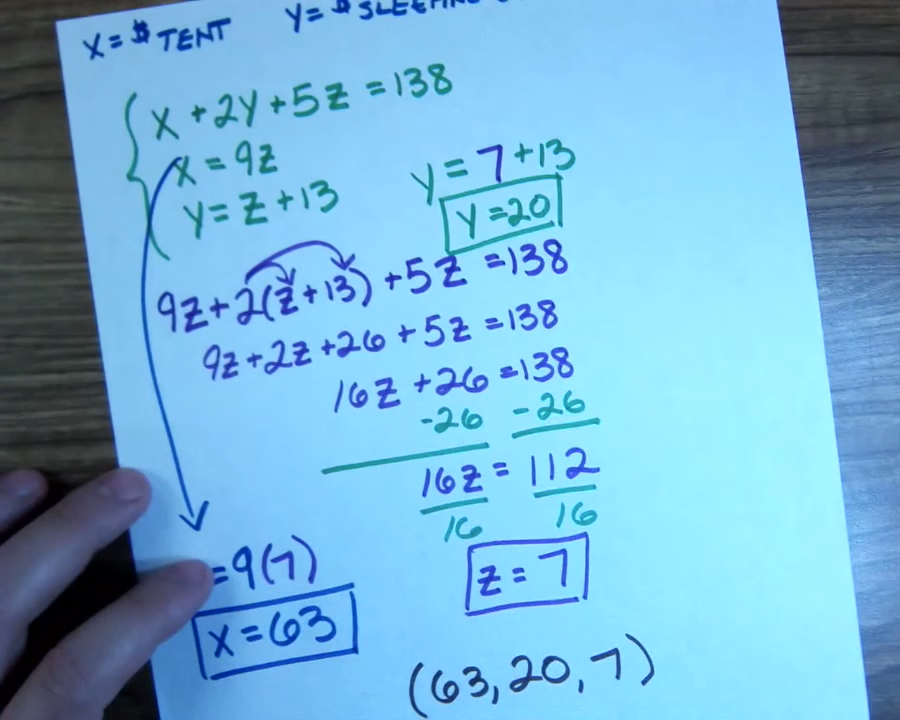 X = $ TENT Y = $ SLEEPING
X + 2Y + 5Z = 138
X = 9Z
Y = Z + 13
Y = 7 + 13
Y = 20
9Z + 2(Z + 13) + 5Z = 138
9Z + 2Z + 26 + 5Z = 138
16Z + 26 = 138
-26 -26
16Z = 112
16 16
= 9(7)
Z = 7
X = 63
(63, 20, 7)